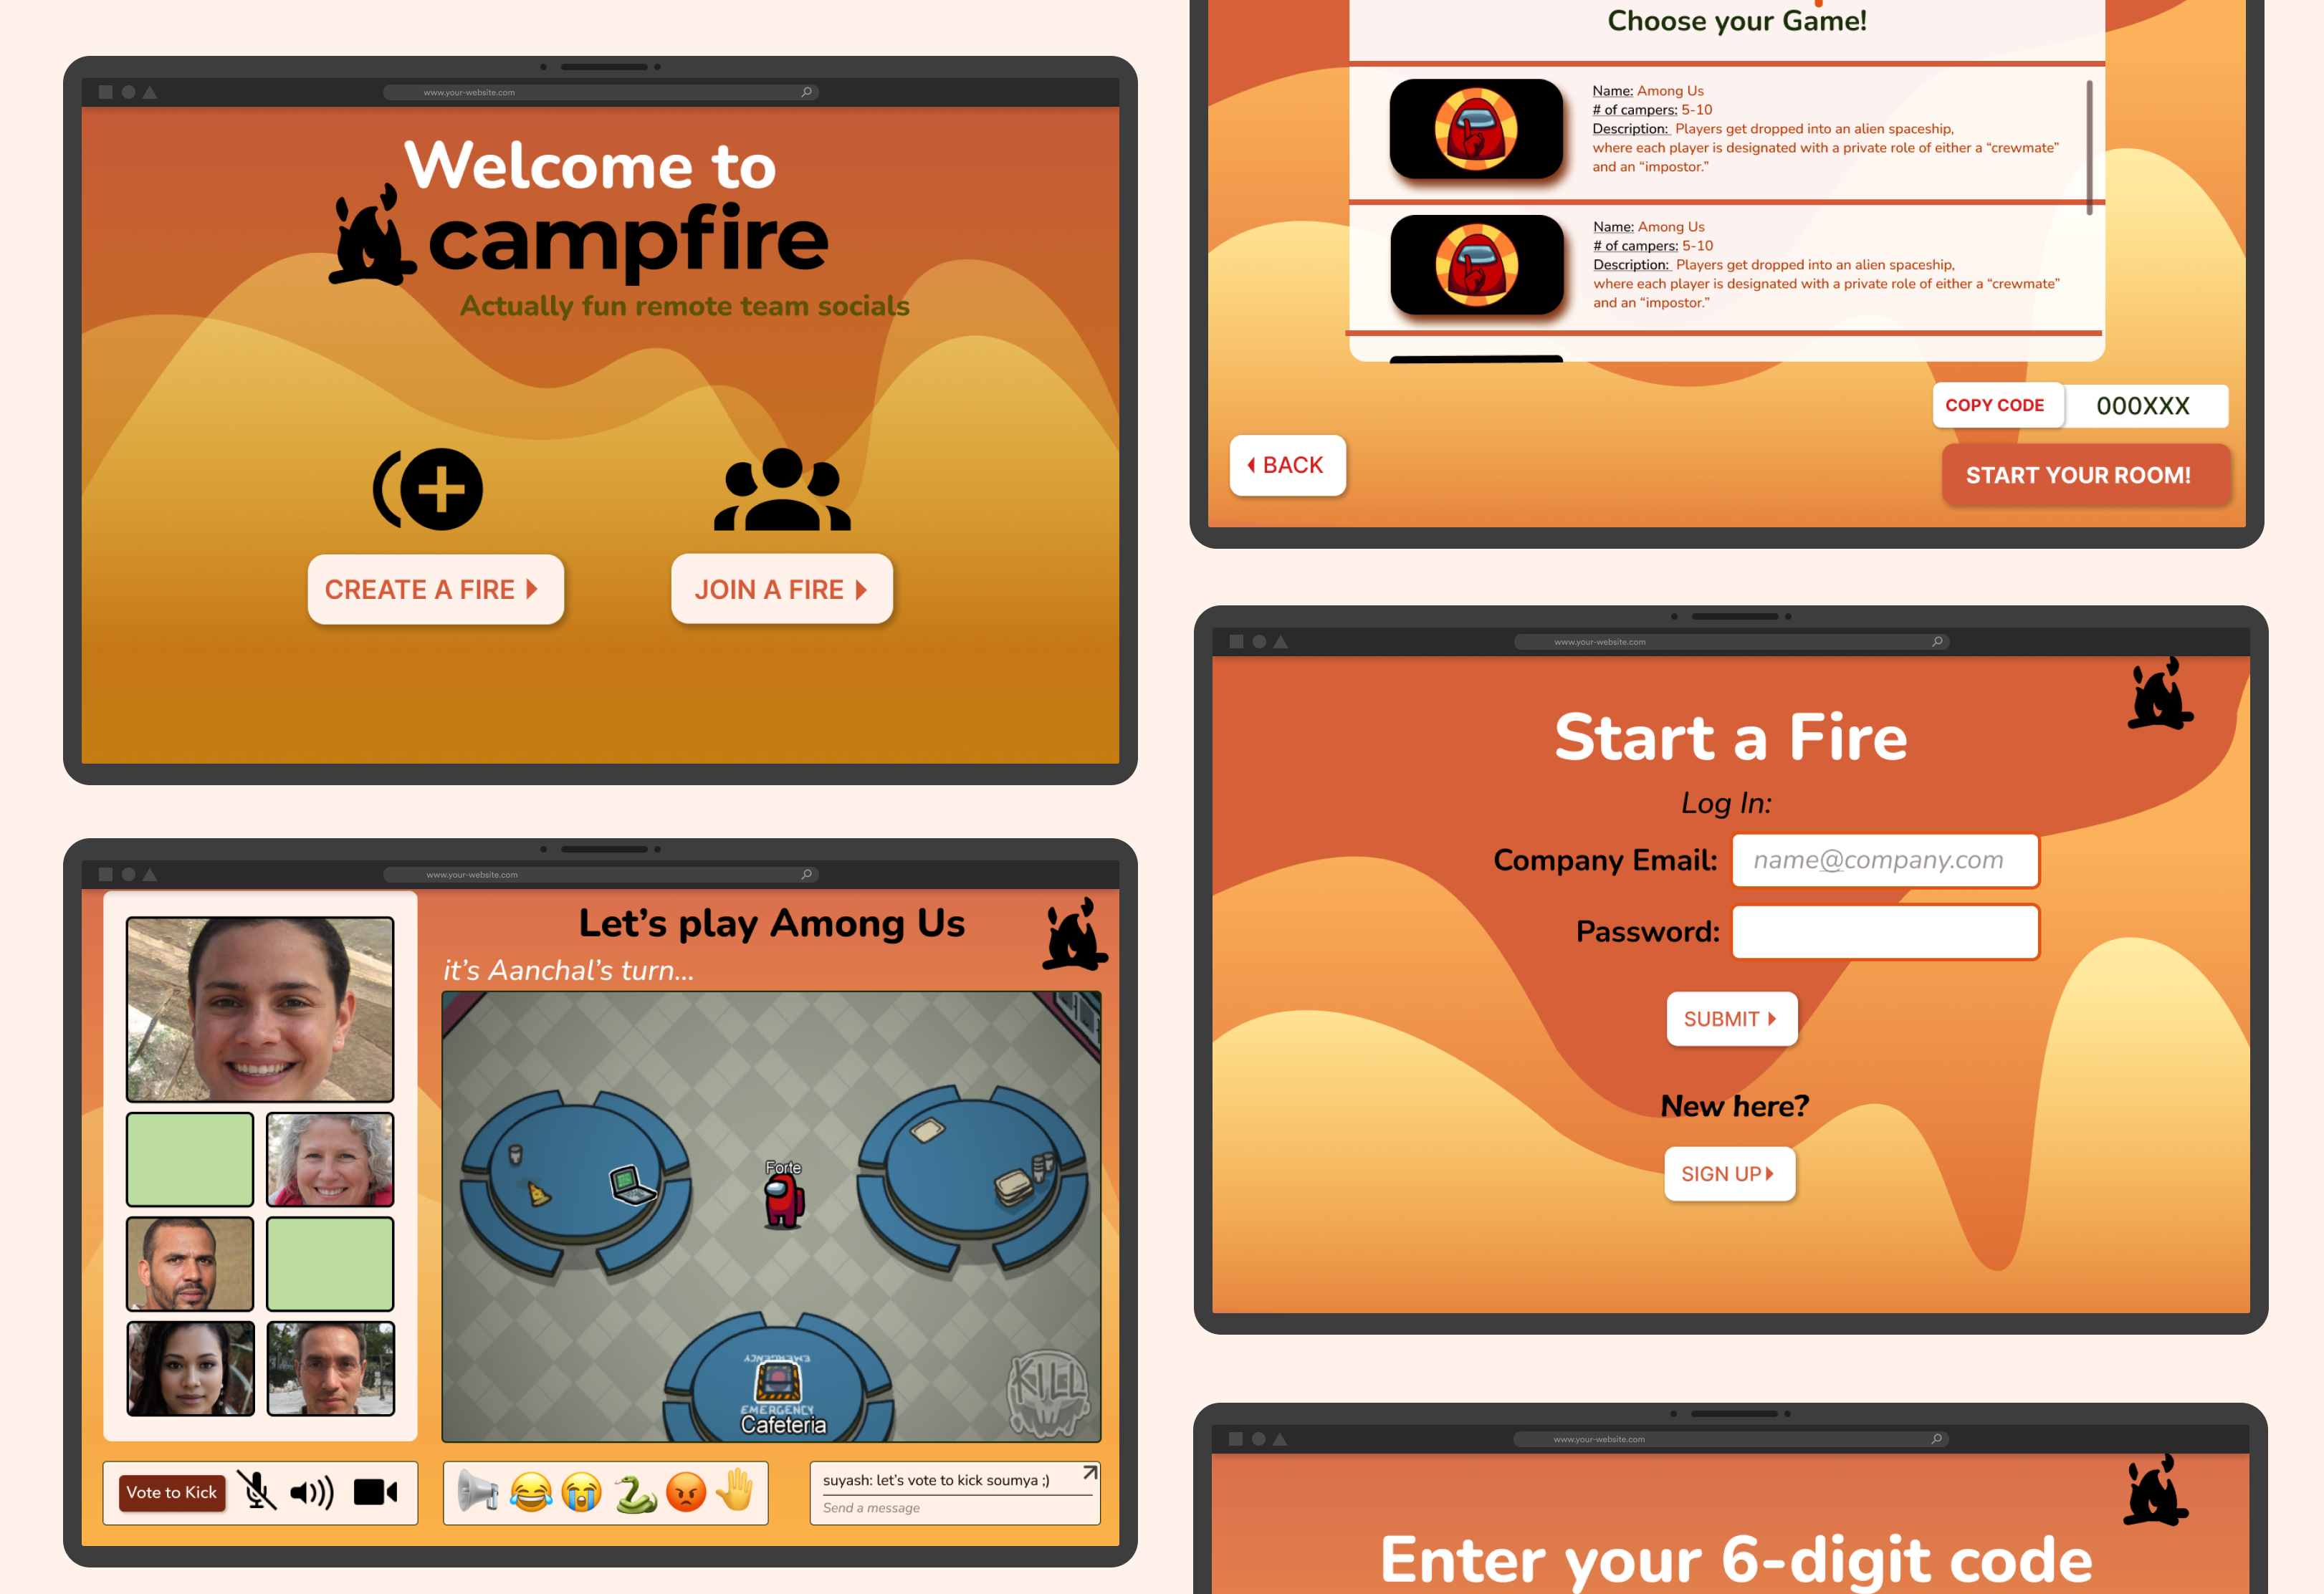 www.your-website.com
Welcome to
campfire
Actually fun remote team socials
CREATE A FIRE
JOIN A FIRE
www.your-website.com
Let's play Among Us
it's Aanchal's turn...
Forte
EMERGENCY
EMERGENCY
Cafeteria
KILL
Vote to Kick
suyash: let's vote to kick soumya ;)
Send a message
Choose your Game!
Name: Among Us
# of campers: 5-10
Description: Players get dropped into an alien spaceship,
where each player is designated with a private role of either a “crewmate”
and an “impostor.”
Name: Among Us
# of campers: 5-10
Description: Players get dropped into an alien spaceship,
where each player is designated with a private role of either a “crewmate”
and an “impostor.”
COPY CODE
000XXX
BACK
START YOUR ROOM!
www.your-website.com
Start a Fire
Log In:
Company Email: name@company.com
Password:
SUBMIT
New here?
SIGN UP
www.your-website.com
Enter your 6-digit code